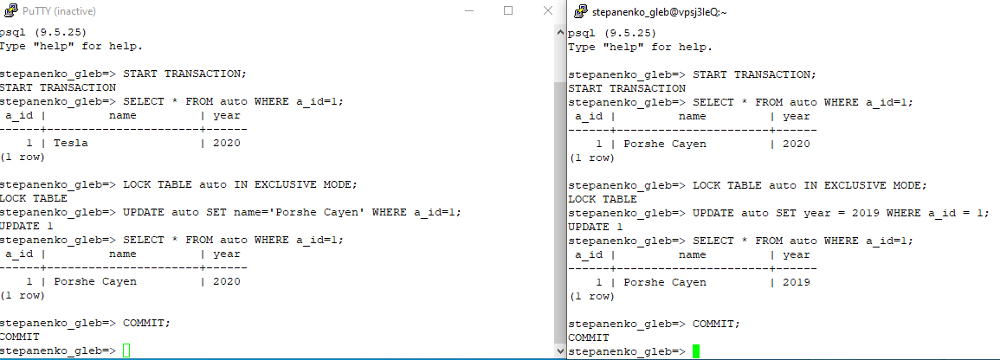 PuTTY (inactive)
psql (9.5.25)
Type "help" for help.
stepanenko_gleb=> START TRANSACTION;
START TRANSACTION
stepanenko_gleb=> SELECT * FROM auto WHERE a_id=1;
 a_id |         name         | year
------+----------------------+------
    1 | Tesla                | 2020
(1 row)
stepanenko_gleb=> LOCK TABLE auto IN EXCLUSIVE MODE;
LOCK TABLE
stepanenko_gleb=> UPDATE auto SET name='Porshe Cayen' WHERE a_id=1;
UPDATE 1
stepanenko_gleb=> SELECT * FROM auto WHERE a_id=1;
 a_id |         name         | year
------+----------------------+------
    1 | Porshe Cayen         | 2020
(1 row)
stepanenko_gleb=> COMMIT;
COMMIT
stepanenko_gleb=>
stepanenko_gleb@vpsj3leQ:~
psql (9.5.25)
Type "help" for help.
stepanenko_gleb=> START TRANSACTION;
START TRANSACTION
stepanenko_gleb=> SELECT * FROM auto WHERE a_id=1;
 a_id |         name         | year
------+----------------------+------
    1 | Porshe Cayen         | 2020
(1 row)
stepanenko_gleb=> LOCK TABLE auto IN EXCLUSIVE MODE;
LOCK TABLE
stepanenko_gleb=> UPDATE auto SET year = 2019 WHERE a_id = 1;
UPDATE 1
stepanenko_gleb=> SELECT * FROM auto WHERE a_id=1;
 a_id |         name         | year
------+----------------------+------
    1 | Porshe Cayen         | 2019
(1 row)
stepanenko_gleb=> COMMIT;
COMMIT
stepanenko_gleb=>